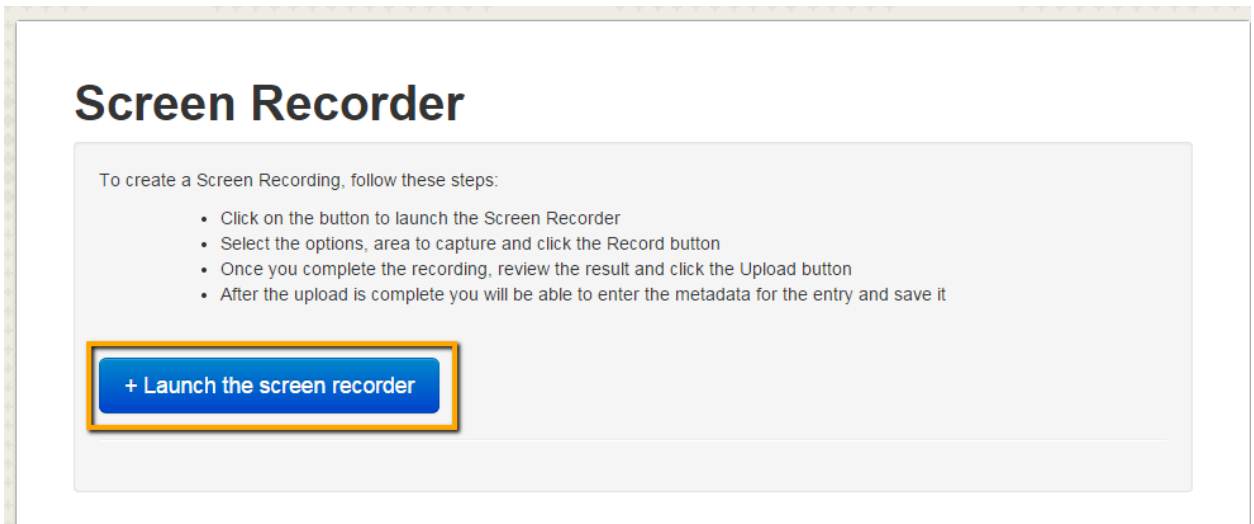 Screen Recorder
To create a Screen Recording, follow these steps:
• Click on the button to launch the Screen Recorder
• Select the options, area to capture and click the Record button
• Once you complete the recording, review the result and click the Upload button
• After the upload is complete you will be able to enter the metadata for the entry and save it
+ Launch the screen recorder